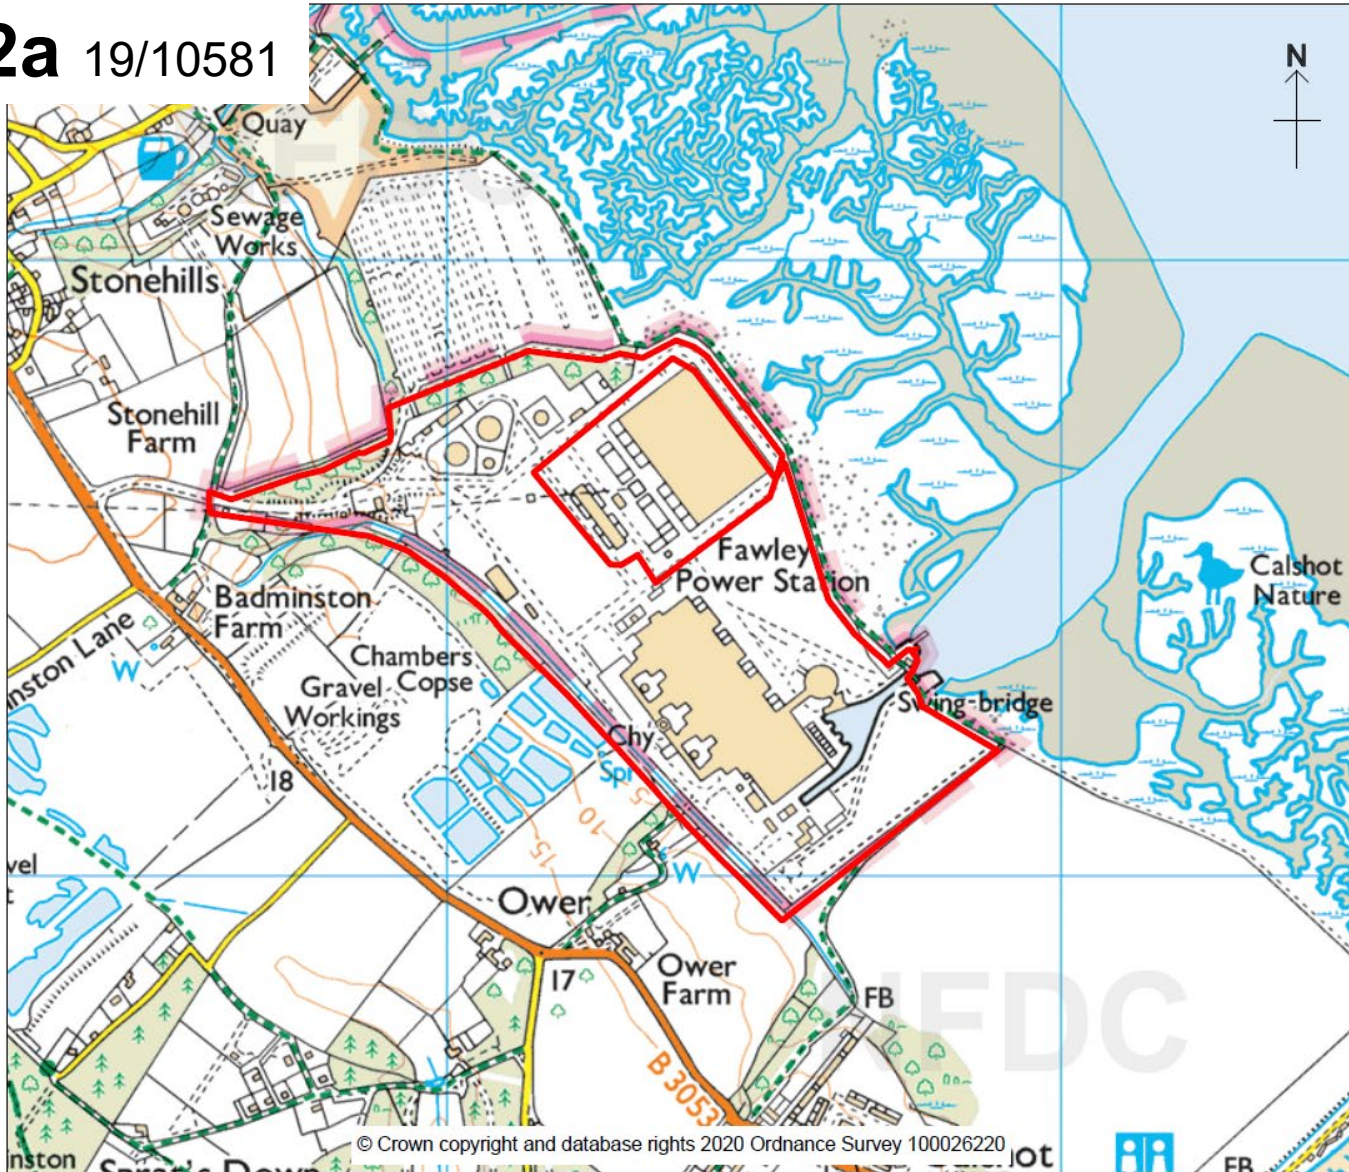 2a 19/10581
N
Quay
Sewage
Works
Stonehills
Stonehill
Farm
Fawley
Power Station
Calshot
Nature
Badminston
Farm
Chambers
Copse
Gravel
Workings
W
Swing-bridge
Chy
Spr
18
5
10
15
W
Ower
17
Ower
Farm
FB
NFDC
B 3053
© Crown copyright and database rights 2020 Ordnance Survey 100026220
FB